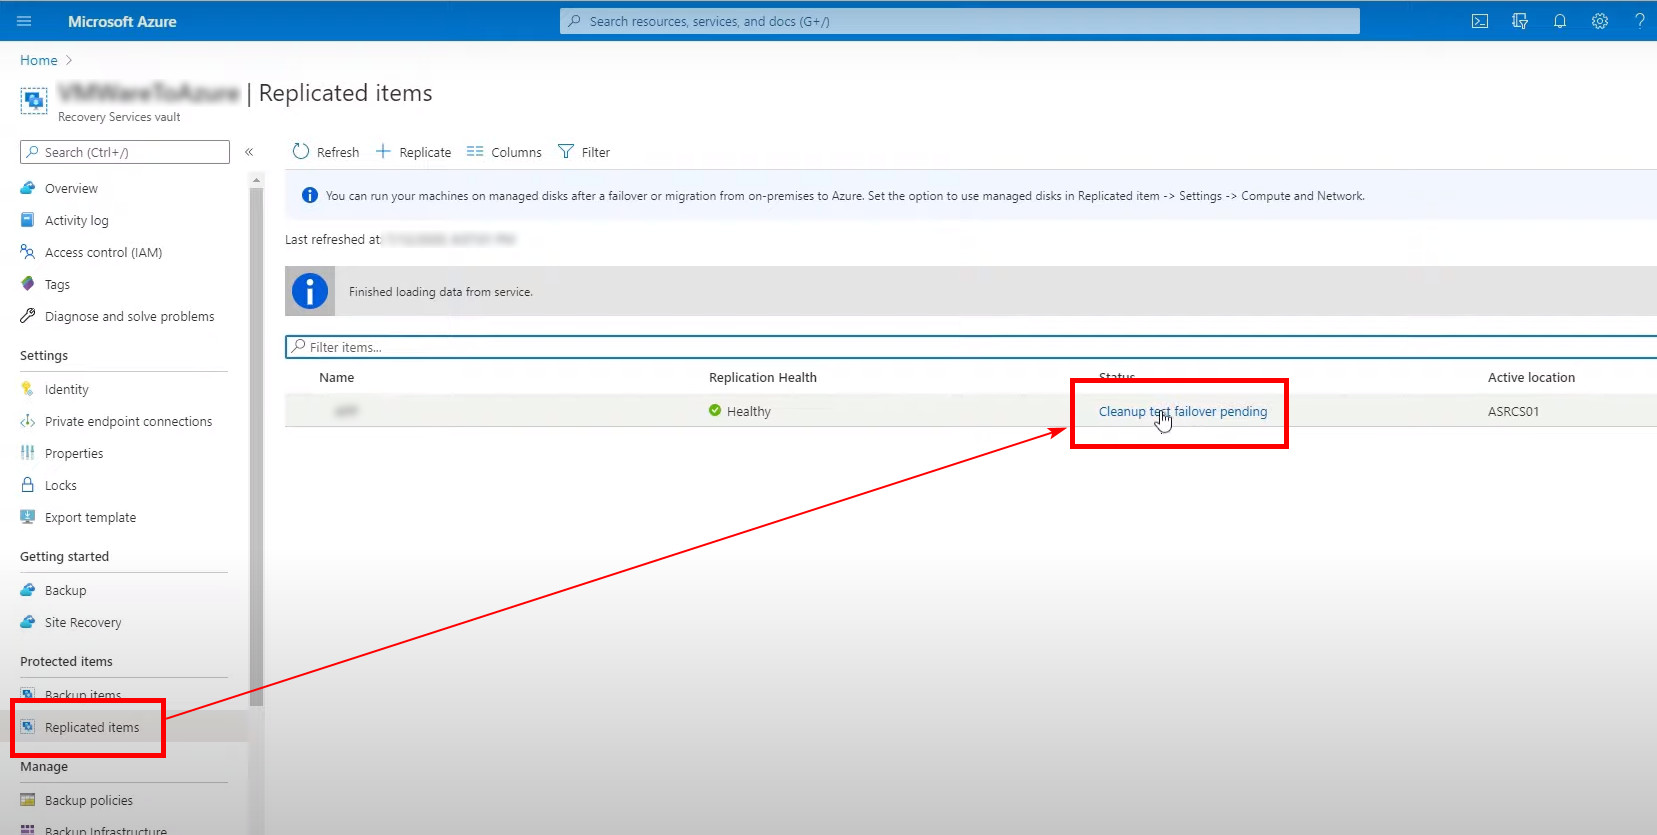 Microsoft Azure
Search resources, services, and docs (G+/)
Home
| Replicated items
Recovery Services vault
Search (Ctrl+/)
«
Refresh
Replicate
Columns
Filter
Overview
Activity log
Access control (IAM)
Tags
Diagnose and solve problems
Settings
Identity
Private endpoint connections
Properties
Locks
Export template
Getting started
Backup
Site Recovery
Protected items
Backup items
Replicated items
Manage
Backup policies
Backup Infrastructure
You can run your machines on managed disks after a failover or migration from on-premises to Azure. Set the option to use managed disks in Replicated item -> Settings -> Compute and Network.
Last refreshed at
Finished loading data from service.
Filter items...
Name Replication Health Status Active location
Healthy Cleanup test failover pending ASRCS01